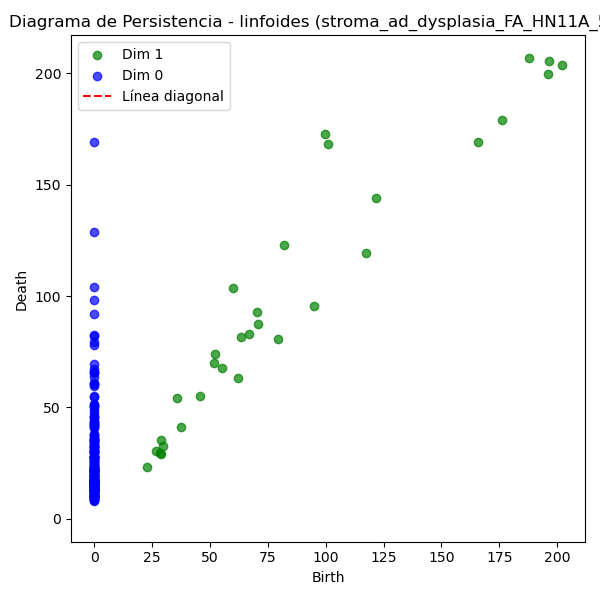 Diagrama de Persistencia - linfoides (stroma_ad_dysplasia_FA_HN11A_
Dim 1
Dim 0
Línea diagonal
Death
200
150
100
50
0
0 25 50 75 100 125 150 175 200
Birth